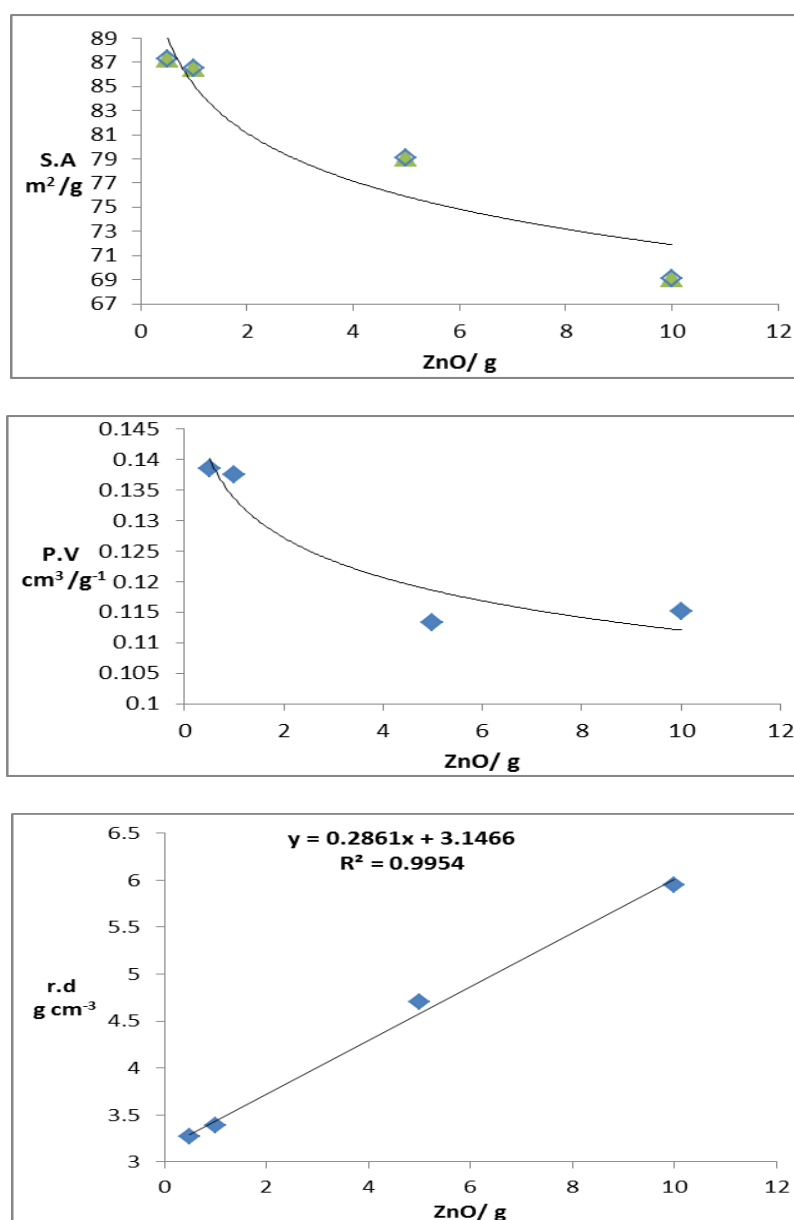 89
87
85
83
81
79
77
75
73
71
69
67
S.A
m² /g
0 2 4 6 8 10 12
ZnO/ g
0.145
0.14
0.135
0.13
0.125
0.12
0.115
0.11
0.105
0.1
P.V
cm³ /g⁻¹
0 2 4 6 8 10 12
ZnO/ g
y = 0.2861x + 3.1466
R² = 0.9954
6.5
6
5.5
5
4.5
4
3.5
3
r.d
g cm⁻³
0 2 4 6 8 10 12
ZnO/ g